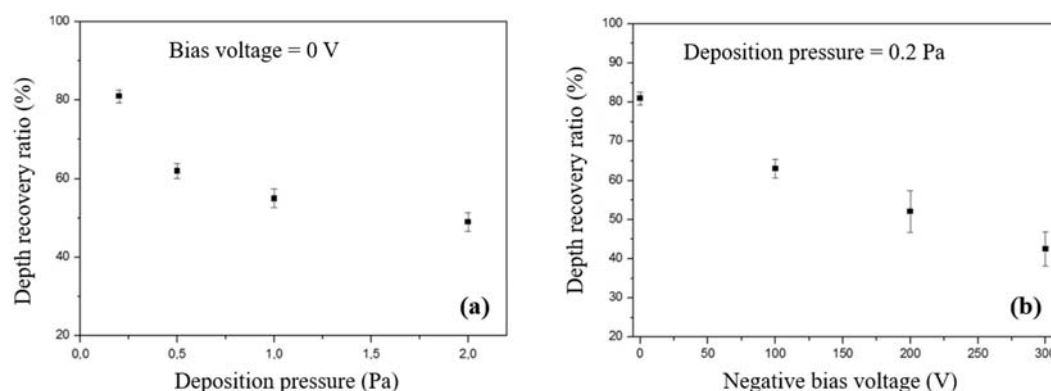 100
80
60
40
20
Depth recovery ratio (%)
Bias voltage = 0 V
(a)
0,0 0,5 1,0 1,5 2,0
Deposition pressure (Pa)
100
90
80
70
60
50
40
30
20
Depth recovery ratio (%)
Deposition pressure = 0.2 Pa
(b)
0 50 100 150 200 250 300
Negative bias voltage (V)